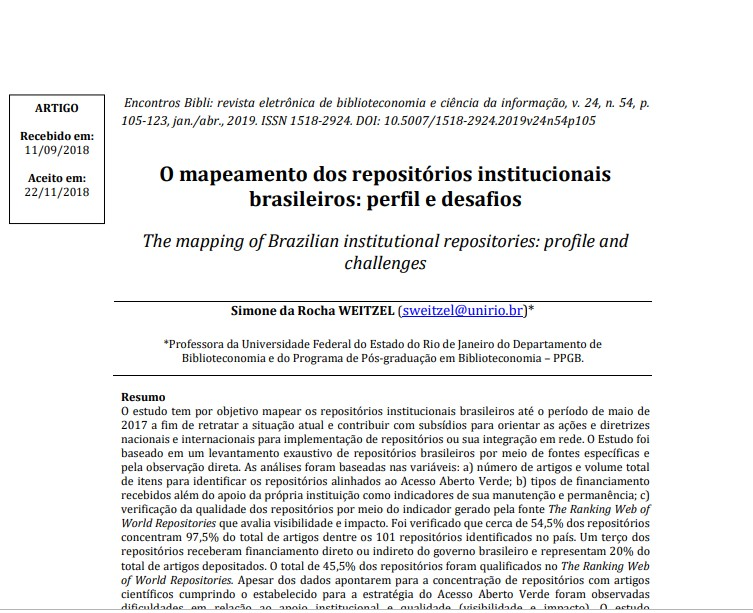 ARTIGO
Recebido em:
11/09/2018
Aceito em:
22/11/2018
Encontros Bibli: revista eletrônica de biblioteconomia e ciência da informação, v. 24, n. 54, p.
105-123, jan./abr., 2019. ISSN 1518-2924. DOI: 10.5007/1518-2924.2019v24n54p105
O mapeamento dos repositórios institucionais
brasileiros: perfil e desafios
The mapping of Brazilian institutional repositories: profile and
challenges
Simone da Rocha WEITZEL (sweitzel@unirio.br)*
*Professora da Universidade Federal do Estado do Rio de Janeiro do Departamento de
Biblioteconomia e do Programa de Pós-graduação em Biblioteconomia – PPGB.
Resumo
O estudo tem por objetivo mapear os repositórios institucionais brasileiros até o período de maio de
2017 a fim de retratar a situação atual e contribuir com subsídios para orientar as ações e diretrizes
nacionais e internacionais para implementação de repositórios ou sua integração em rede. O Estudo foi
baseado em um levantamento exaustivo de repositórios brasileiros por meio de fontes específicas e
pela observação direta. As análises foram baseadas nas variáveis: a) número de artigos e volume total
de itens para identificar os repositórios alinhados ao Acesso Aberto Verde; b) tipos de financiamento
recebidos além do apoio da própria instituição como indicadores de sua manutenção e permanência; c)
verificação da qualidade dos repositórios por meio do indicador gerado pela fonte The Ranking Web of
World Repositories que avalia visibilidade e impacto. Foi verificado que cerca de 54,5% dos repositórios
concentram 97,5% do total de artigos dentre os 101 repositórios identificados no país. Um terço dos
repositórios receberam financiamento direto ou indireto do governo brasileiro e representam 20% do
total de artigos depositados. O total de 45,5% dos repositórios foram qualificados no The Ranking Web
of World Repositories. Apesar dos dados apontarem para a concentração de repositórios com artigos
científicos cumprindo o estabelecido para a estratégia do Acesso Aberto Verde foram observadas
dificuldades em relação ao apoio institucional e qualidade (visibilidade e impacto). O estudo